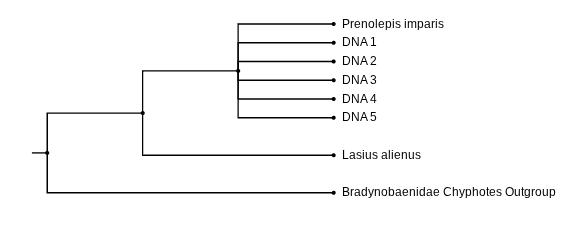 Prenolepis imparis
DNA 1
DNA 2
DNA 3
DNA 4
DNA 5
Lasius alienus
Bradynobaenidae Chyphotes Outgroup